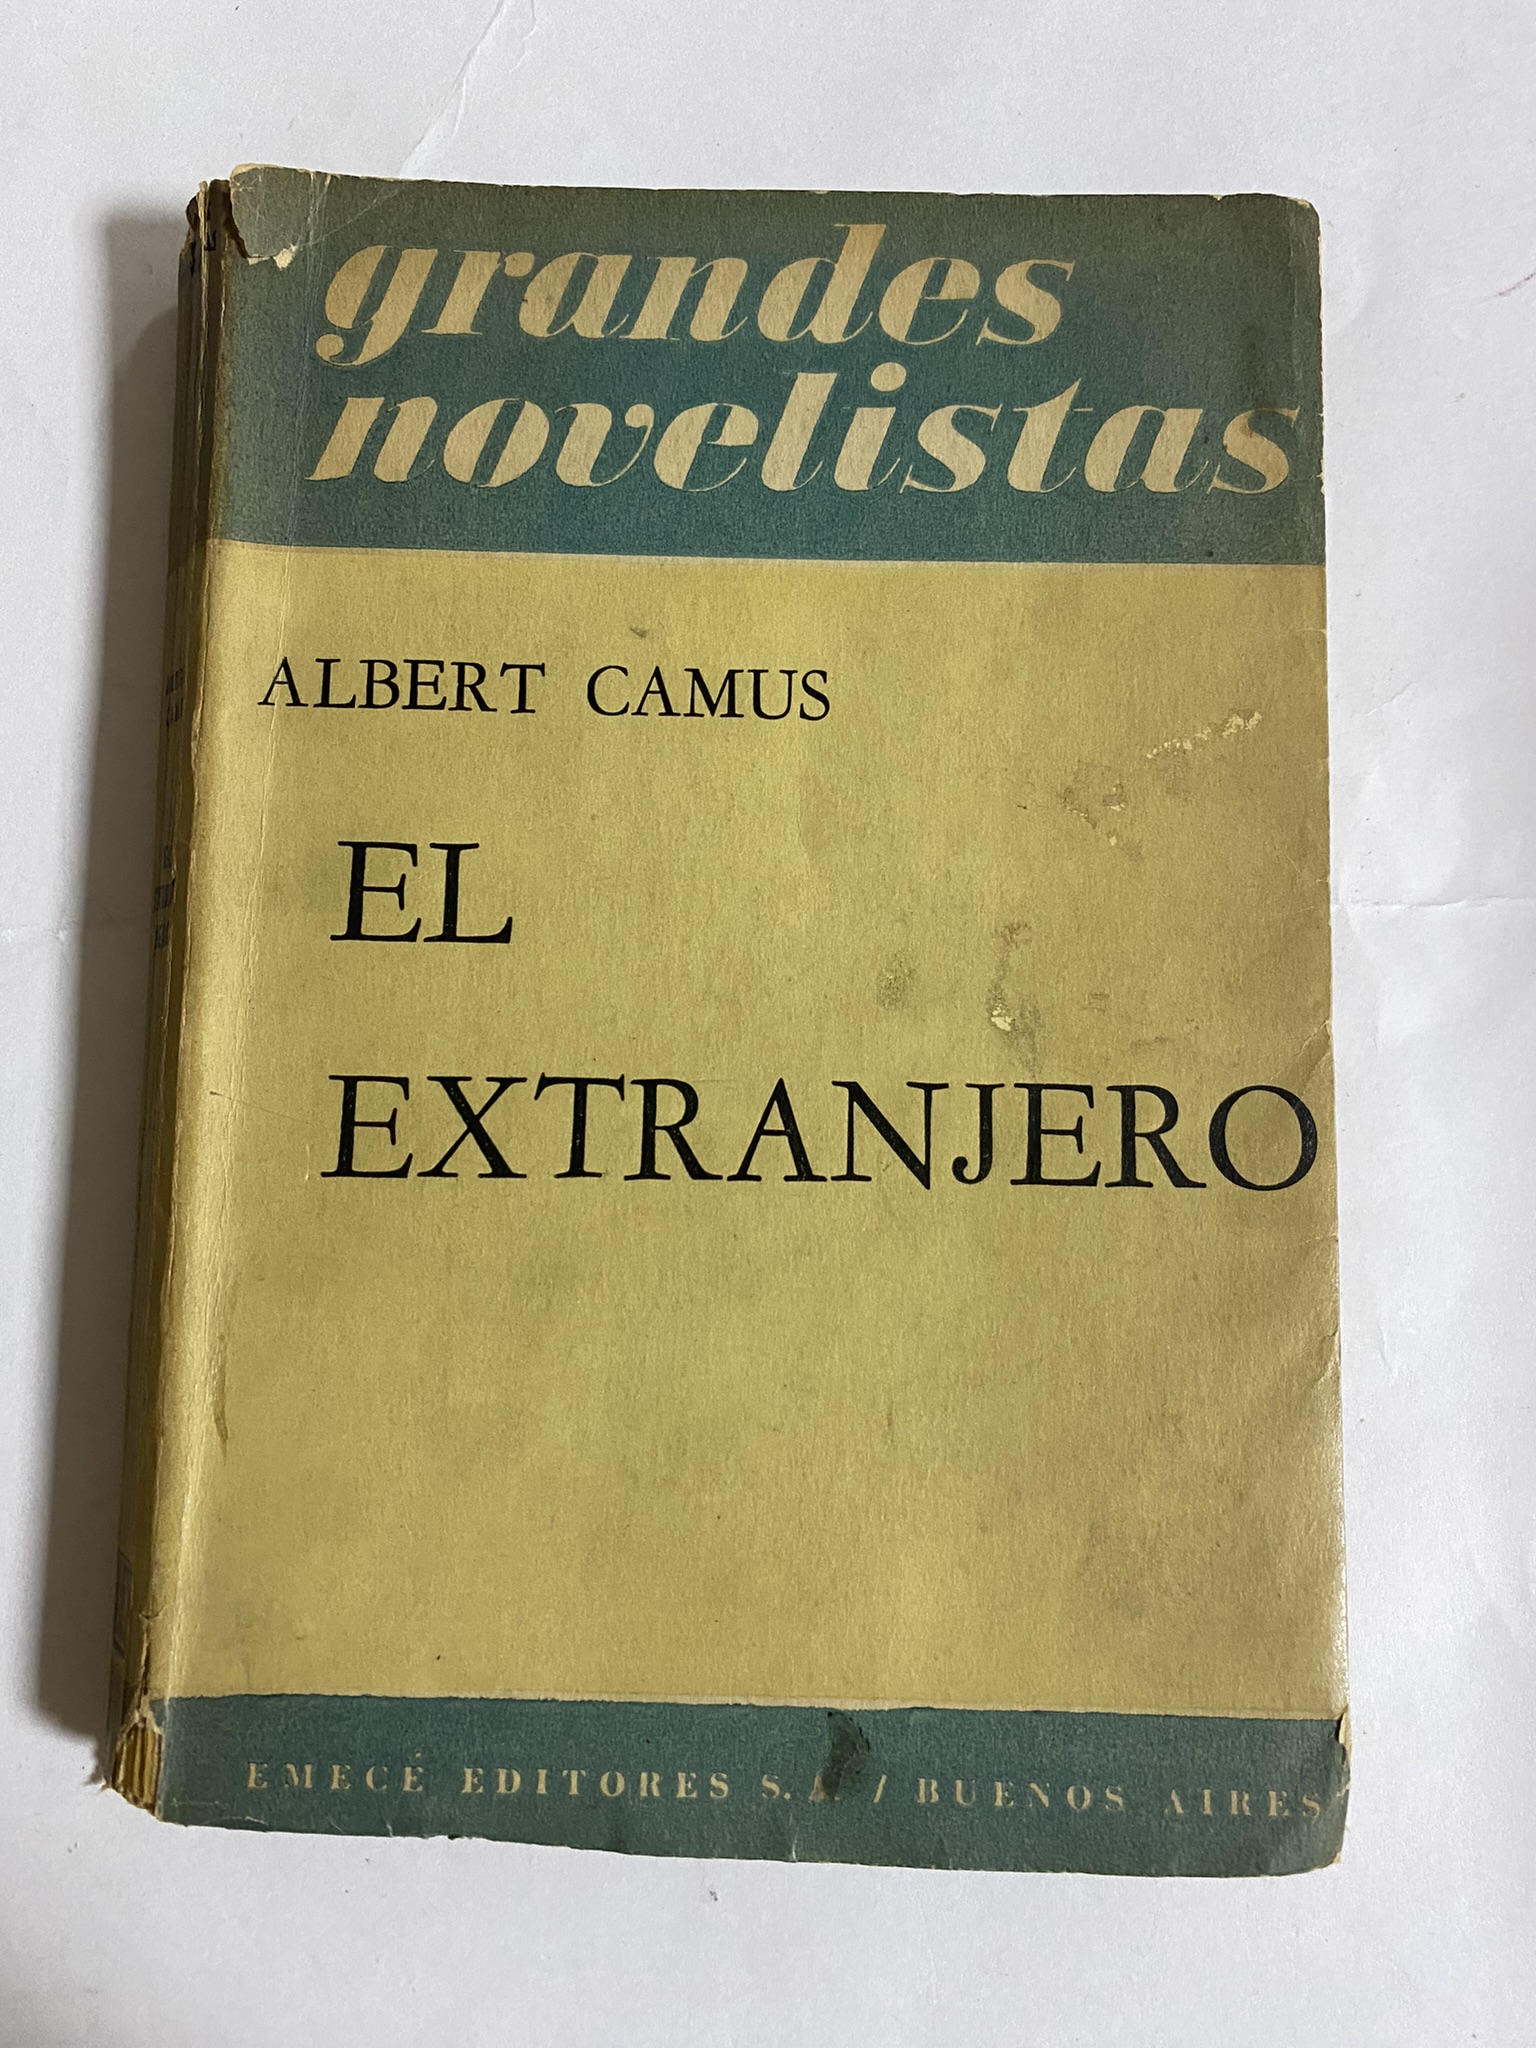 grandes
novelistas
ALBERT CAMUS
EL
EXTRANJERO
EMECÉ EDITORES S. A. / BUENOS AIRES